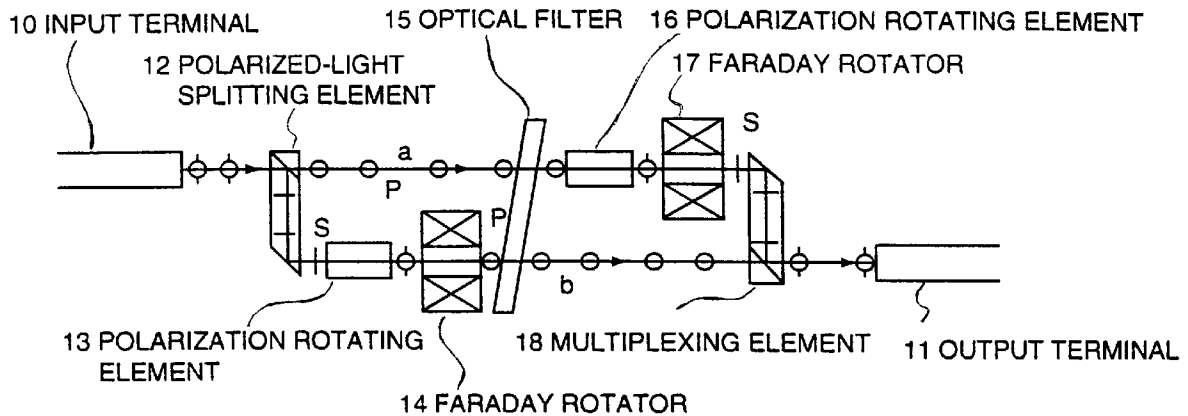 10 INPUT TERMINAL
15 OPTICAL FILTER
16 POLARIZATION ROTATING ELEMENT
12 POLARIZED-LIGHT
SPLITTING ELEMENT
17 FARADAY ROTATOR
S
a
P
P
S
b
13 POLARIZATION ROTATING
ELEMENT
18 MULTIPLEXING ELEMENT
11 OUTPUT TERMINAL
14 FARADAY ROTATOR